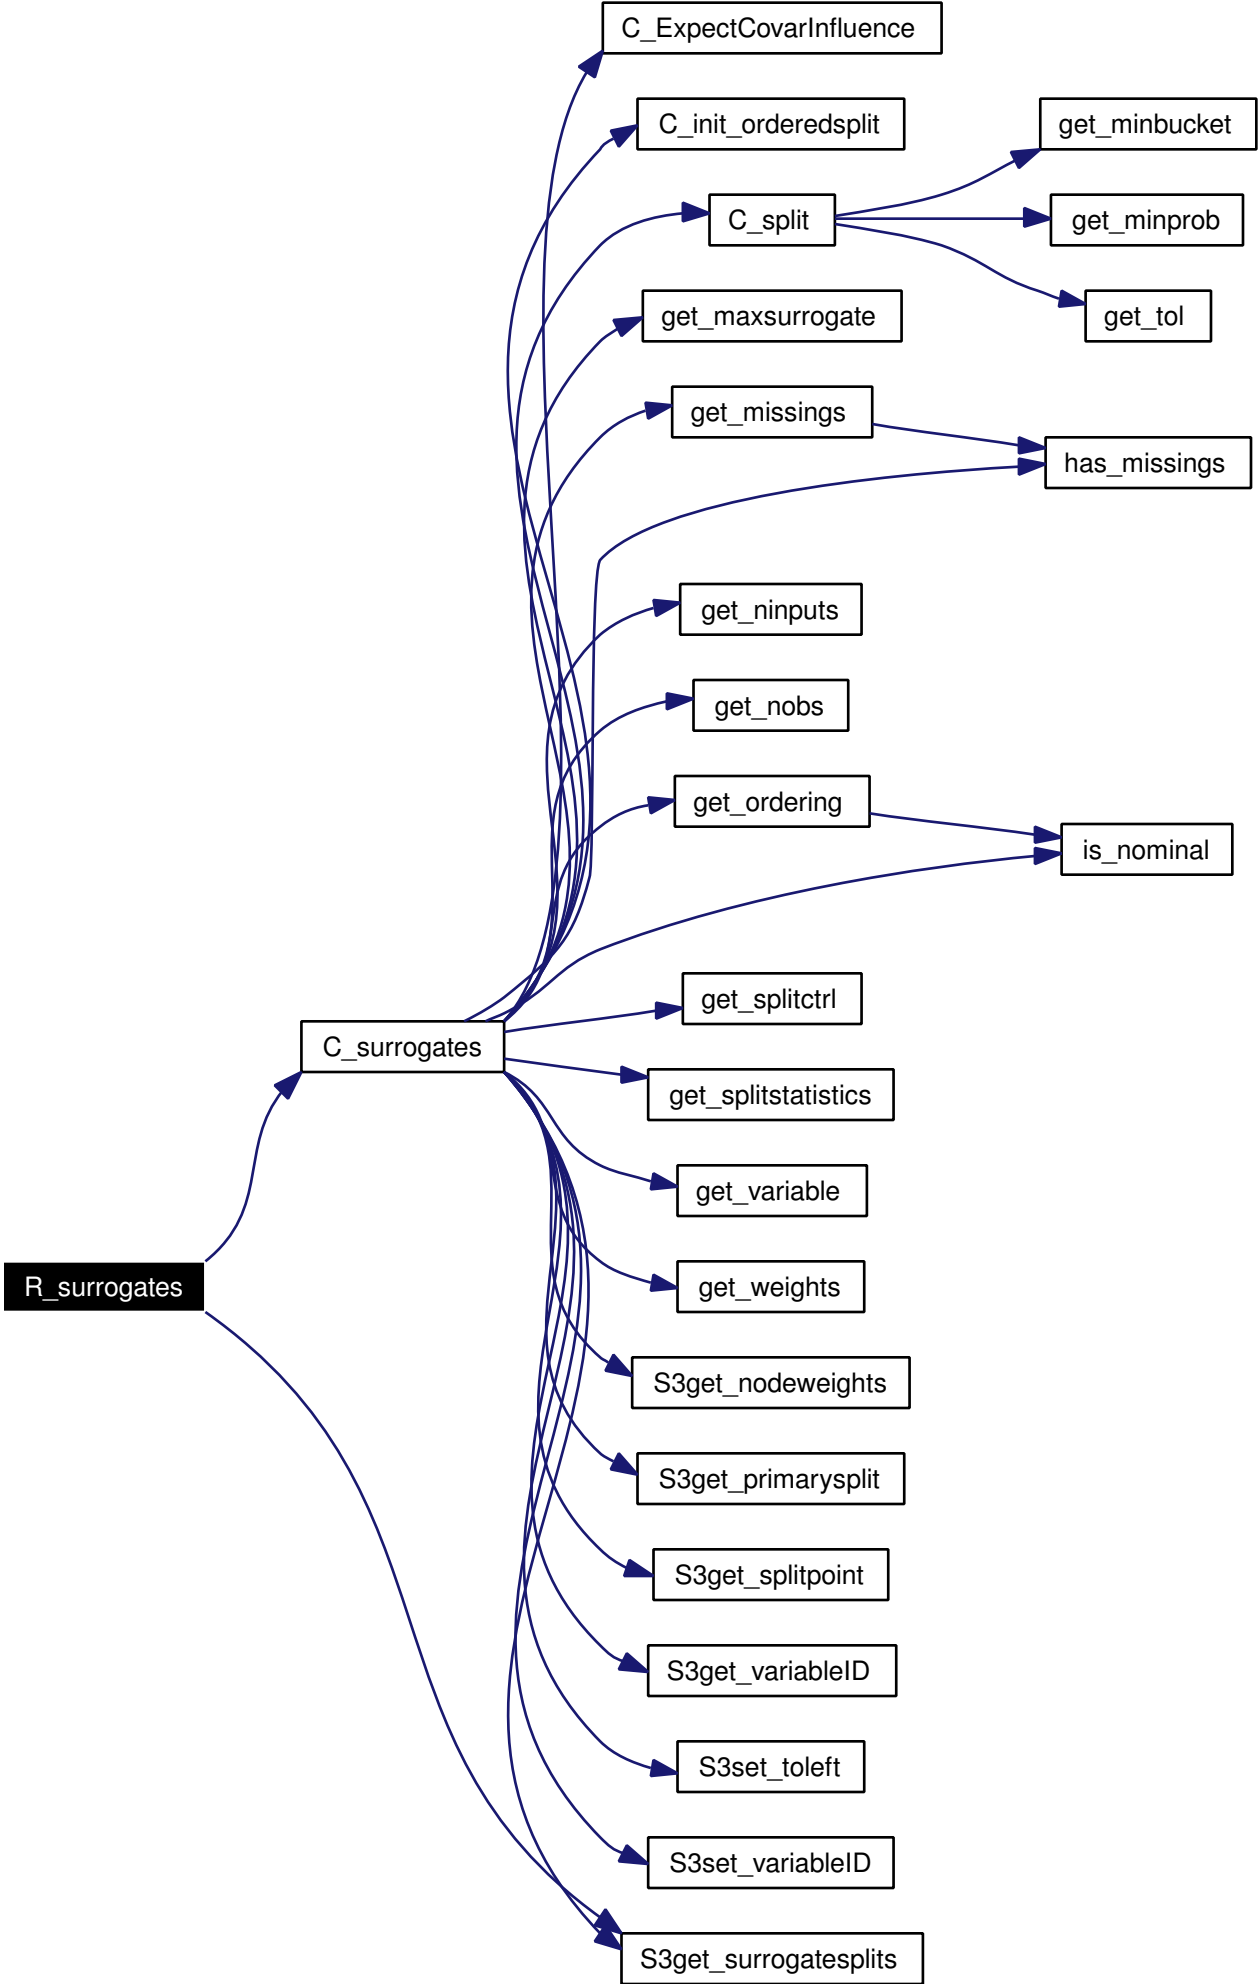 C_ExpectCovarInfluence
C_init_orderedsplit
get_minbucket
C_split
get_minprob
get_maxsurrogate
get_tol
get_missings
has_missings
get_ninputs
get_nobs
get_ordering
is_nominal
get_splitctrl
C_surrogates
get_splitstatistics
get_variable
R_surrogates
get_weights
S3get_nodeweights
S3get_primarysplit
S3get_splitpoint
S3get_variableID
S3set_toleft
S3set_variableID
S3get_surrogatesplits